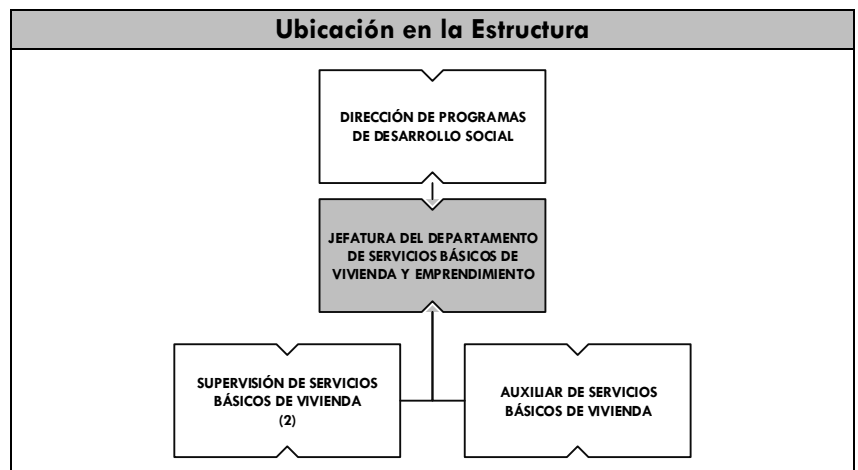 Ubicación en la Estructura
DIRECCIÓN DE PROGRAMAS
DE DESARROLLO SOCIAL
JEFATURA DEL DEPARTAMENTO
DE SERVICIOS BÁSICOS DE
VIVIENDA Y EMPRENDIMIENTO
SUPERVISIÓN DE SERVICIOS
BÁSICOS DE VIVIENDA
(2)
AUXILIAR DE SERVICIOS
BÁSICOS DE VIVIENDA